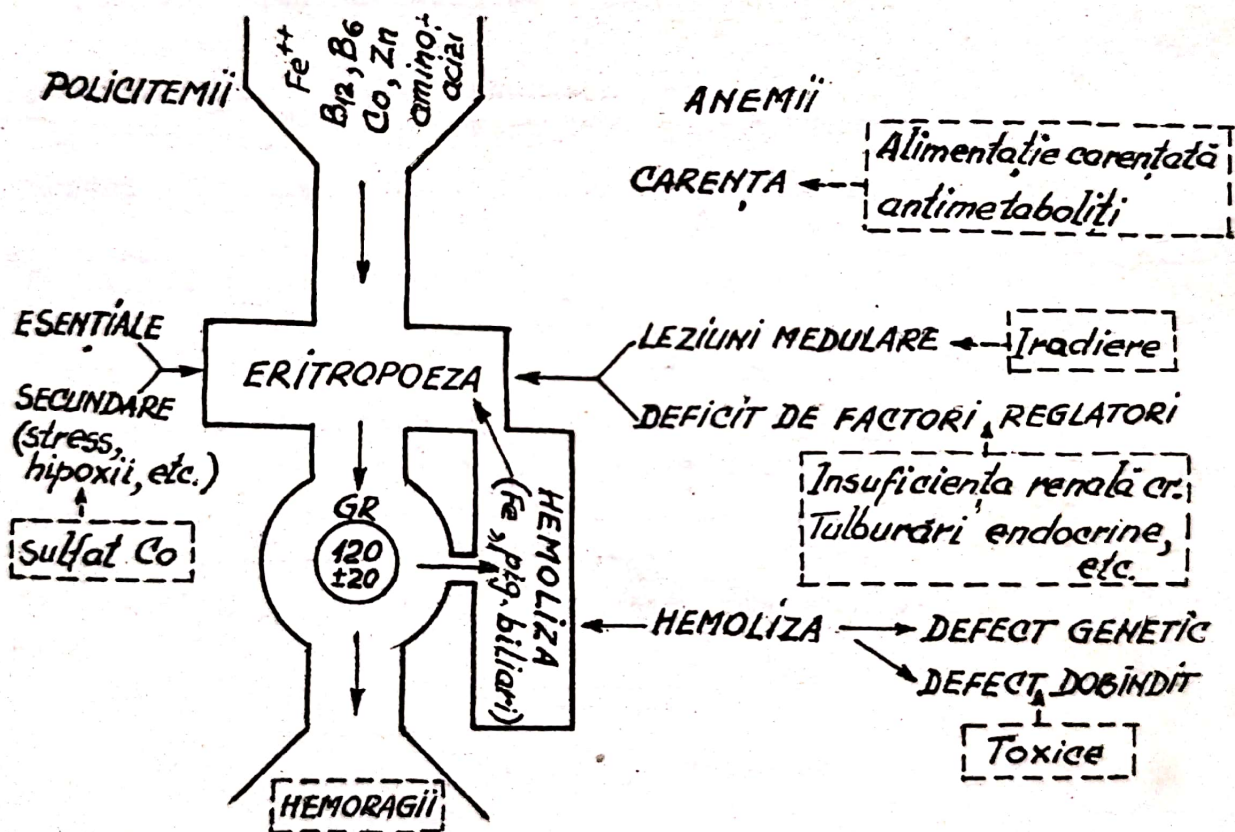 POLICITEMII
Fe++
B12, B6
Co, Zn
amino-
acizi
ANEMII
CARENȚA
Alimentație carențată
antimetaboliți
ESENȚIALE
SECUNDARE
(stress,
hipoxii, etc.)
sulfat Co
ERITROPOEZA
GR
120
±20
HEMOLIZA
(Fe, pig. biliari)
LEZIUNI MEDULARE
Iradiere
DEFICIT DE FACTORI REGLATORI
Insuficiența renală cr.
Tulburări endocrine,
etc.
HEMOLIZA
DEFECT GENETIC
DEFECT DOBÎNDIT
Toxice
HEMORAGII